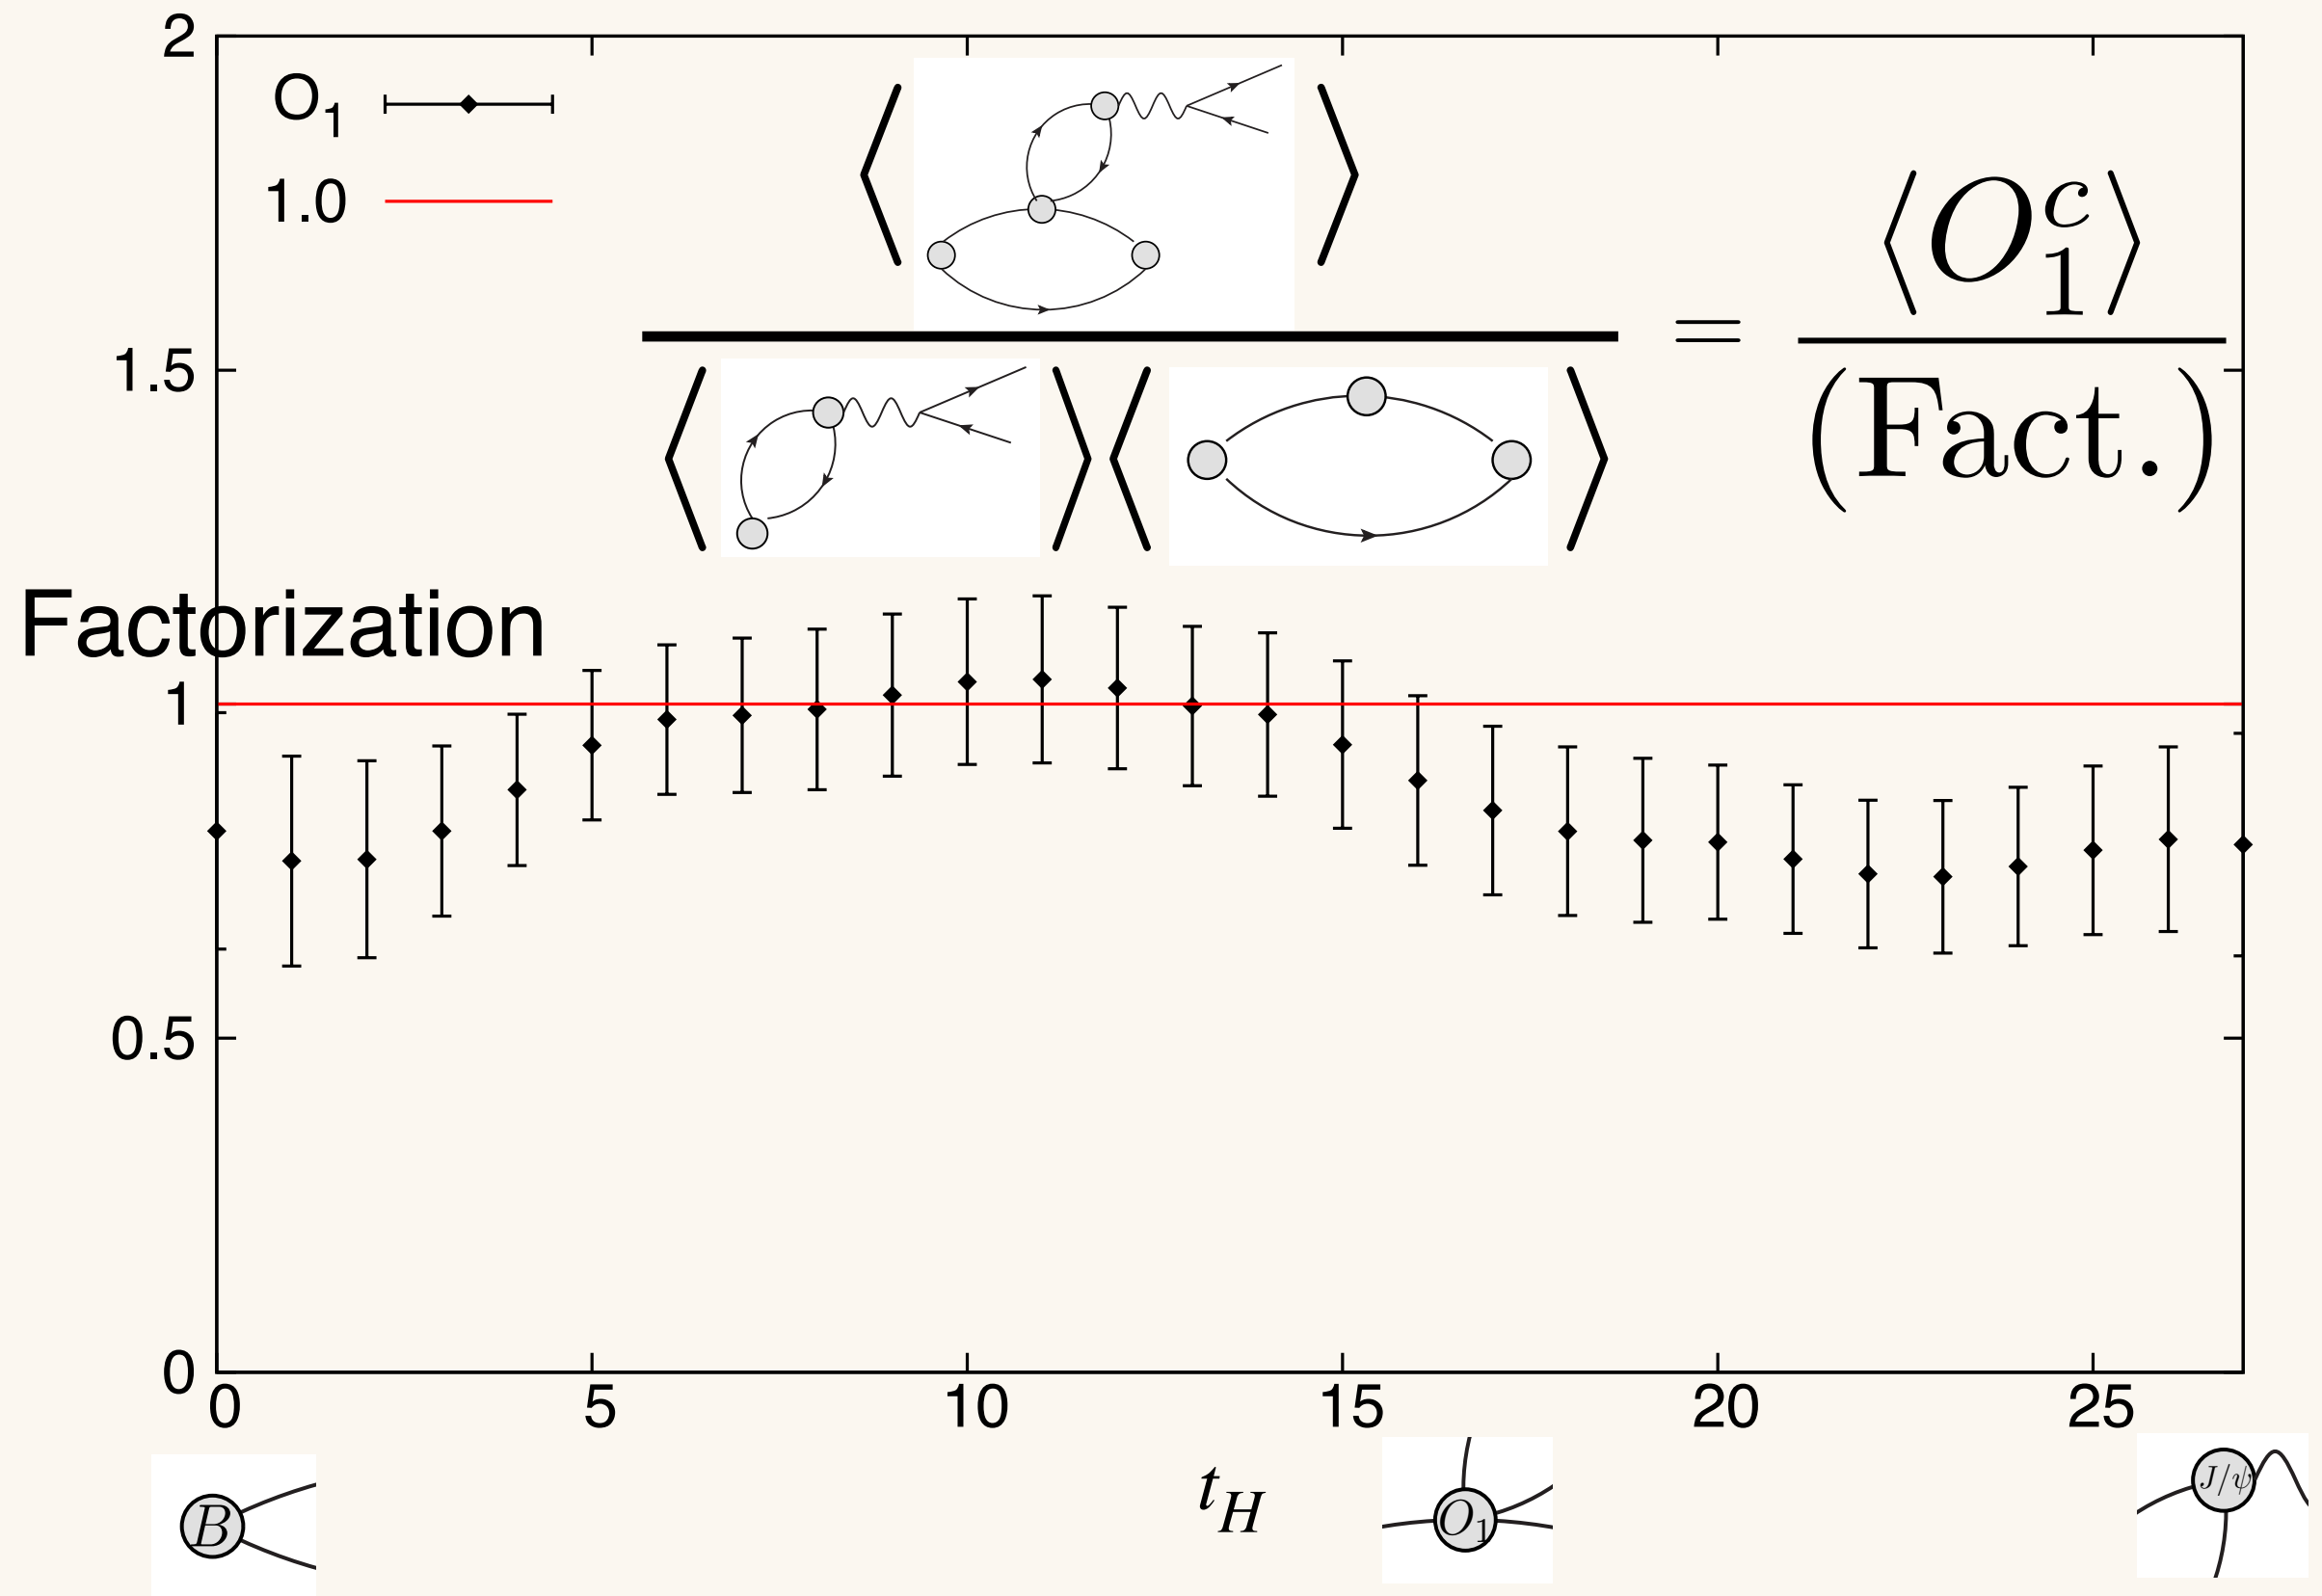 2
O₁
1.0
⟨O₁ᶜ⟩
=
(Fact.)
1.5
Factorization
1
0.5
0
0 5 10 15 20 25
t_H
B
O₁
J/ψ